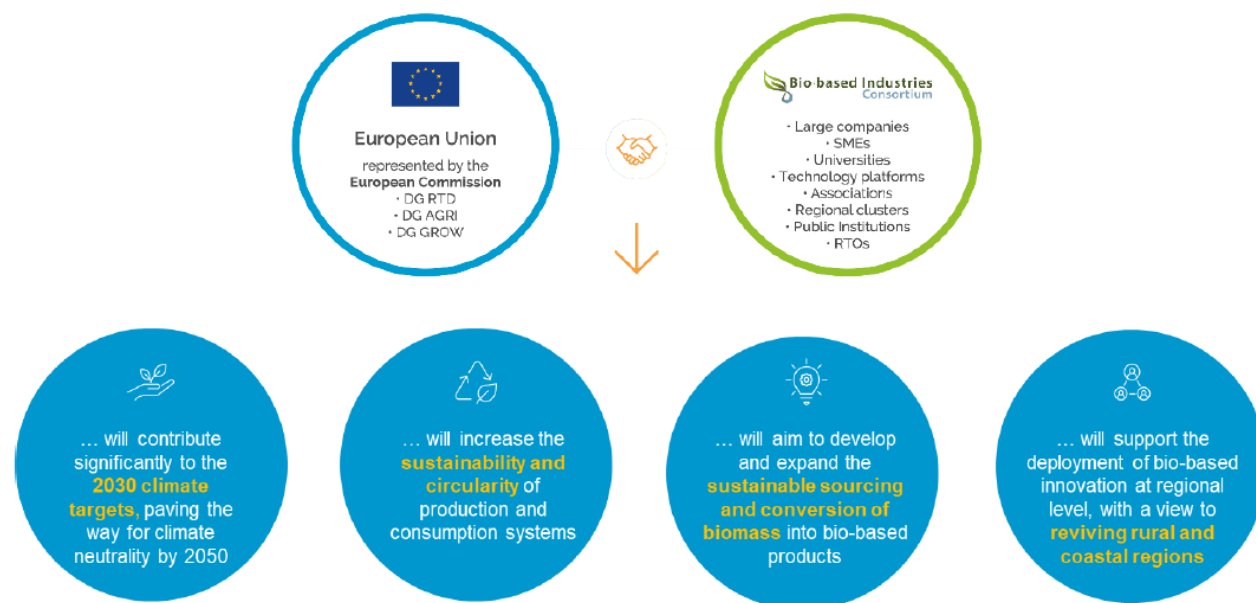 European Union
represented by the
European Commission
• DG RTD
• DG AGRI
• DG GROW
Bio-based Industries
Consortium
• Large companies
• SMEs
• Universities
• Technology platforms
• Associations
• Regional clusters
• Public Institutions
• RTOs
... will contribute
significantly to the
2030 climate
targets, paving the
way for climate
neutrality by 2050
... will increase the
sustainability and
circularity of
production and
consumption systems
... will aim to develop
and expand the
sustainable sourcing
and conversion of
biomass into bio-based
products
... will support the
deployment of bio-based
innovation at regional
level, with a view to
reviving rural and
coastal regions